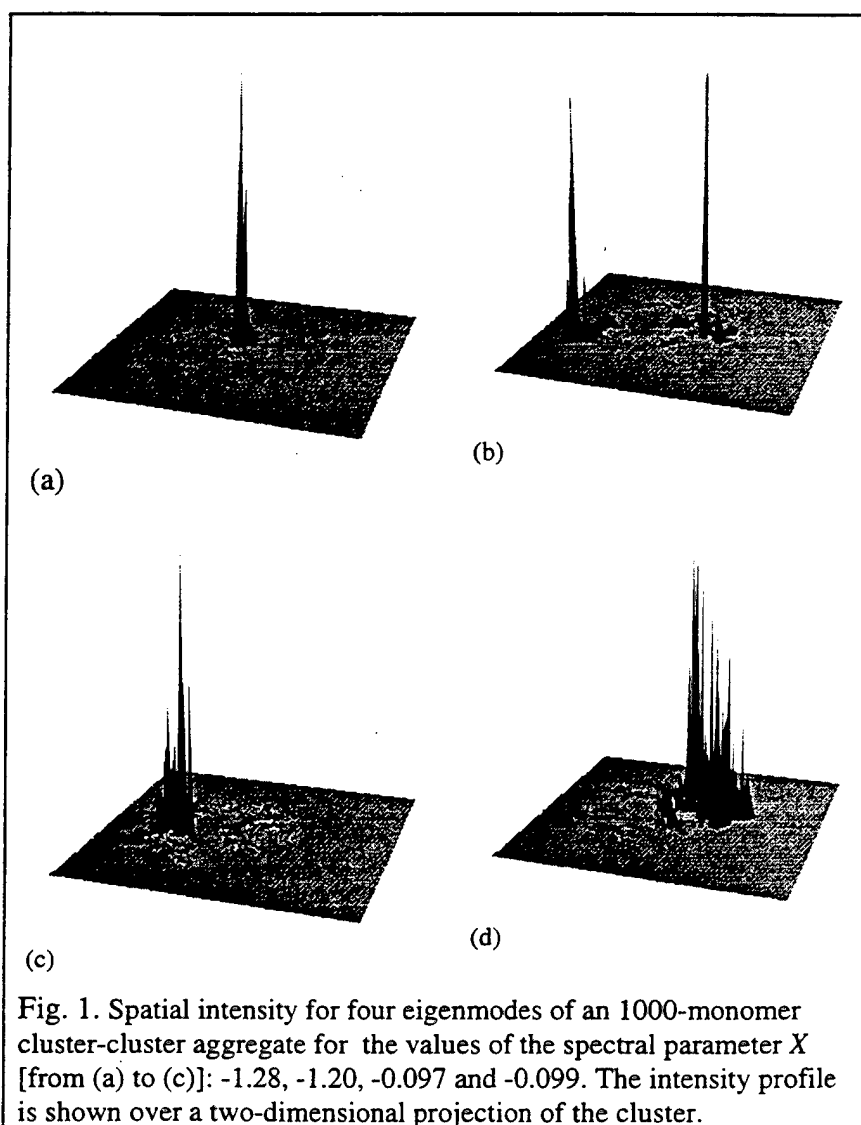 (a)
(b)
(c)
(d)
Fig. 1. Spatial intensity for four eigenmodes of an 1000-monomer
cluster-cluster aggregate for the values of the spectral parameter X
[from (a) to (c)]: -1.28, -1.20, -0.097 and -0.099. The intensity profile
is shown over a two-dimensional projection of the cluster.